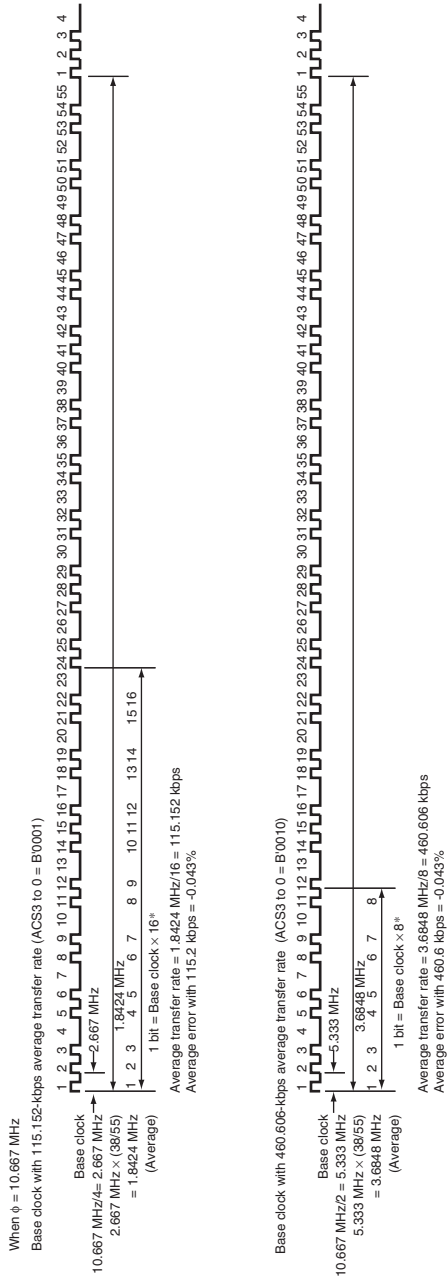 When ϕ = 10.667 MHz
Base clock with 115.152-kbps average transfer rate (ACS3 to 0 = B'0001)
1 2 3 4 5 6 7 8 9 10 11 12 13 14 15 16 17 18 19 20 21 22 23 24 25 26 27 28 29 30 31 32 33 34 35 36 37 38 39 40 41 42 43 44 45 46 47 48 49 50 51 52 53 54 55 1 2 3 4
Base clock
10.667 MHz/4= 2.667 MHz
2.667 MHz
2.667 MHz × (38/55)
1.8424 MHz
= 1.8424 MHz
1 2 3 4 5 6 7 8 9 10 11 12 13 14 15 16
(Average)
1 bit = Base clock × 16*
Average transfer rate = 1.8424 MHz/16 = 115.152 kbps
Average error with 115.2 kbps = -0.043%
Base clock with 460.606-kbps average transfer rate (ACS3 to 0 = B'0010)
1 2 3 4 5 6 7 8 9 10 11 12 13 14 15 16 17 18 19 20 21 22 23 24 25 26 27 28 29 30 31 32 33 34 35 36 37 38 39 40 41 42 43 44 45 46 47 48 49 50 51 52 53 54 55 1 2 3 4
Base clock
10.667 MHz/2 = 5.333 MHz
5.333 MHz
5.333 MHz × (38/55)
3.6848 MHz
= 3.6848 MHz
1 2 3 4 5 6 7 8
(Average)
1 bit = Base clock × 8*
Average transfer rate = 3.6848 MHz/8 = 460.606 kbps
Average error with 460.6 kbps = -0.043%